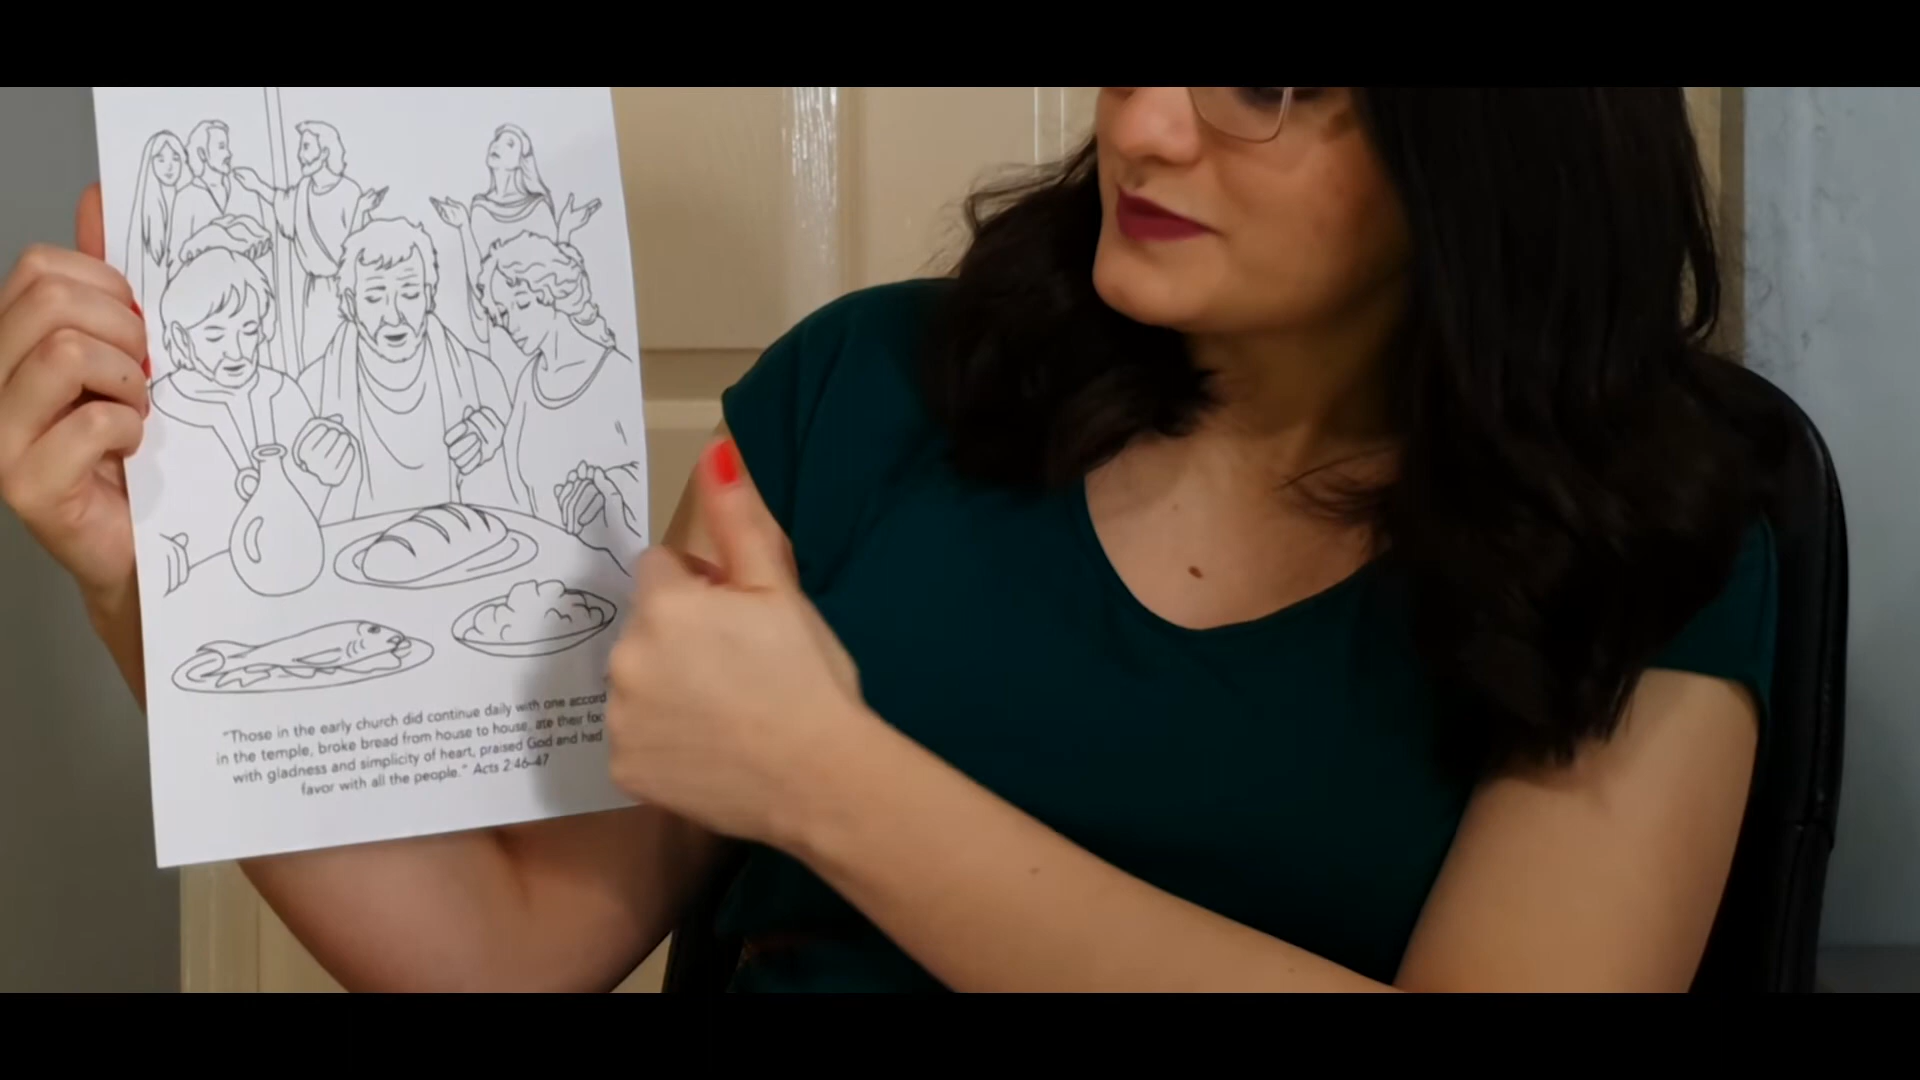 "Those in the early church did continue daily with one accord
in the temple, broke bread from house to house, ate their foo
with gladness and simplicity of heart, praised God and had
favor with all the people." Acts 2:46–47